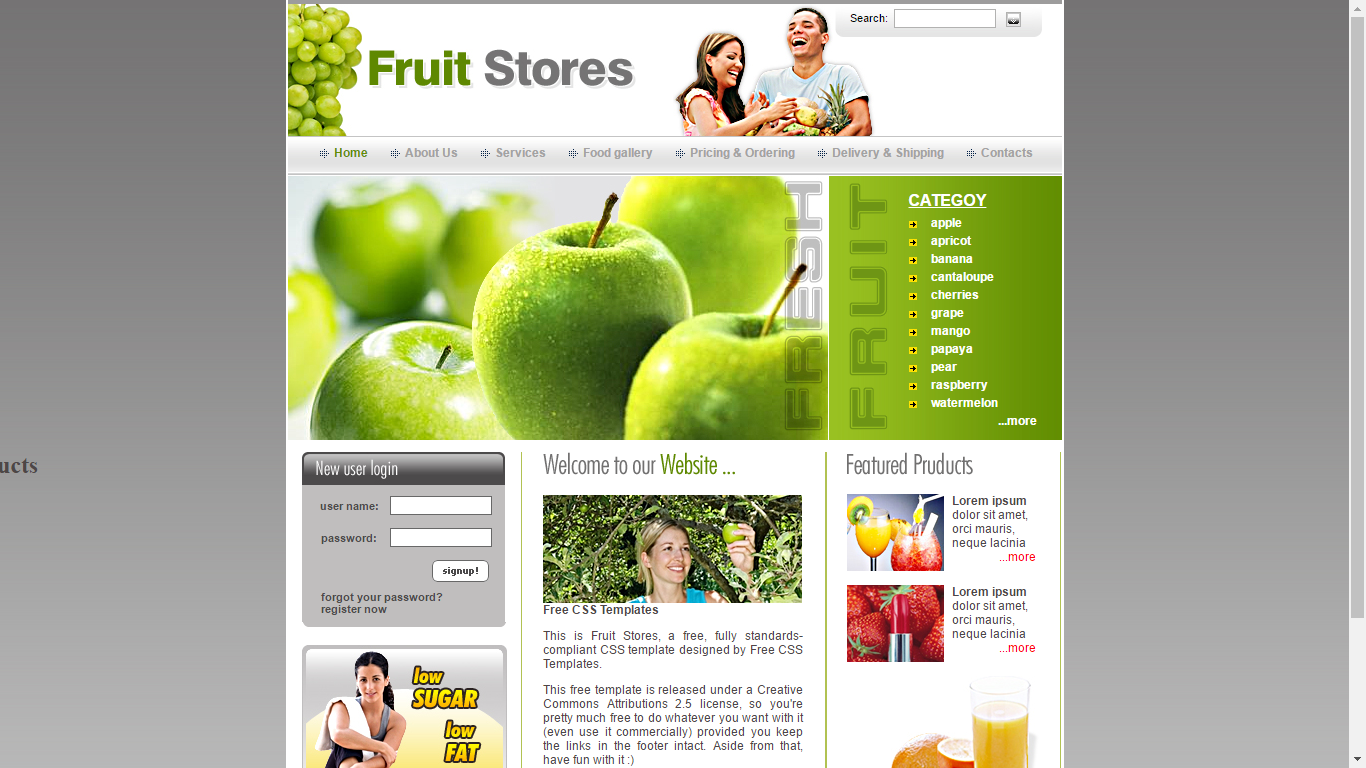 Fruit Stores
Search:
Home About Us Services Food gallery Pricing & Ordering Delivery & Shipping Contacts
FRESH
FRUIT
CATEGOY
apple
apricot
banana
cantaloupe
cherries
grape
mango
papaya
pear
raspberry
watermelon
...more
ucts
New user login
user name:
password:
signup!
forgot your password?
register now
low
SUGAR
low
FAT
Welcome to our Website ...
Free CSS Templates
This is Fruit Stores, a free, fully standards-
compliant CSS template designed by Free CSS
Templates.
This free template is released under a Creative
Commons Attributions 2.5 license, so you're
pretty much free to do whatever you want with it
(even use it commercially) provided you keep
the links in the footer intact. Aside from that,
have fun with it :)
Featured Pruducts
Lorem ipsum
dolor sit amet,
orci mauris,
neque lacinia
...more
Lorem ipsum
dolor sit amet,
orci mauris,
neque lacinia
...more